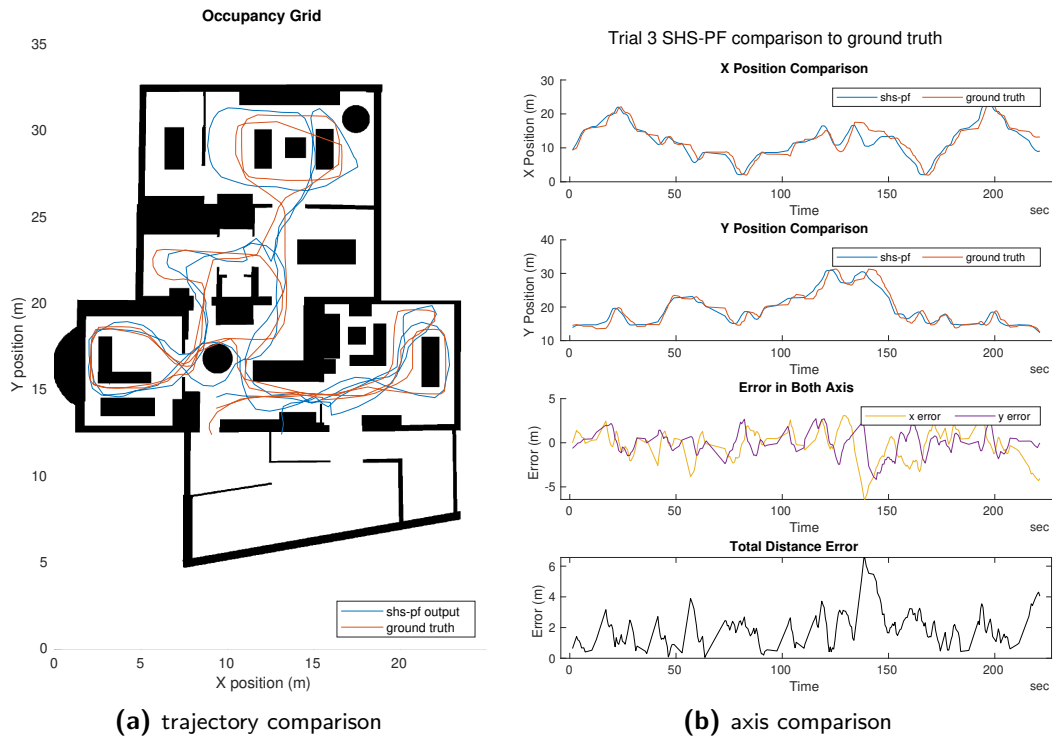 Occupancy Grid
35
30
25
20
15
10
5
0
0 5 10 15 20
Y position (m)
X position (m)
shs-pf output
ground truth
(a) trajectory comparison
Trial 3 SHS-PF comparison to ground truth
X Position Comparison
30
20
10
0
X Position (m)
shs-pf ground truth
0 50 100 150 200
Time sec
Y Position Comparison
40
30
20
10
Y Position (m)
shs-pf ground truth
0 50 100 150 200
Time sec
Error in Both Axis
5
0
-5
Error (m)
x error y error
0 50 100 150 200
Time sec
Total Distance Error
6
4
2
0
Error (m)
0 50 100 150 200
Time sec
(b) axis comparison